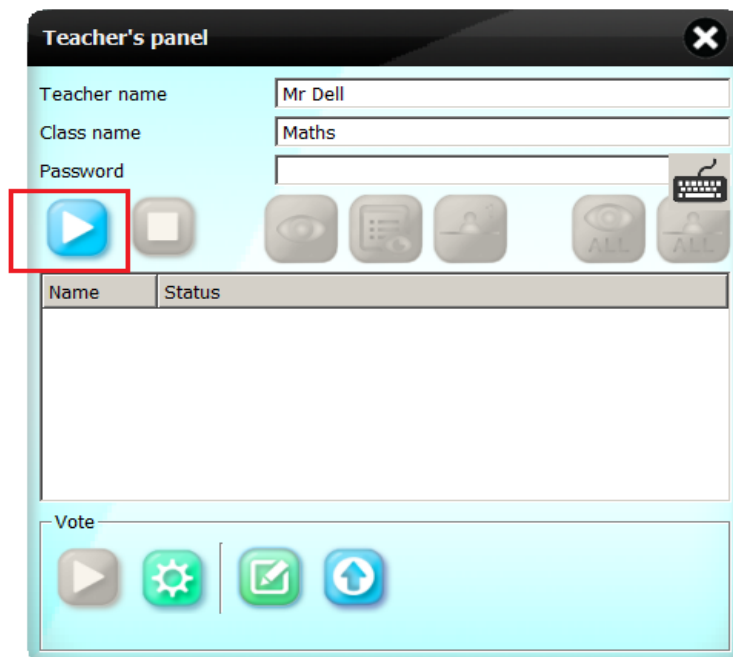 Teacher's panel
Teacher name Mr Dell
Class name Maths
Password
ALL ALL
Name Status
Vote